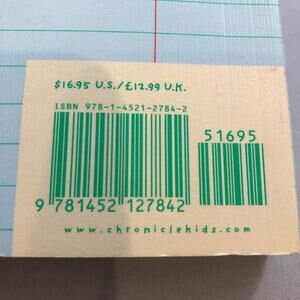 $16.95 U.S./£12.99 U.K.
ISBN 978-1-4521-2784-2
51695
9 781452 127842
www.chroniclekids.com